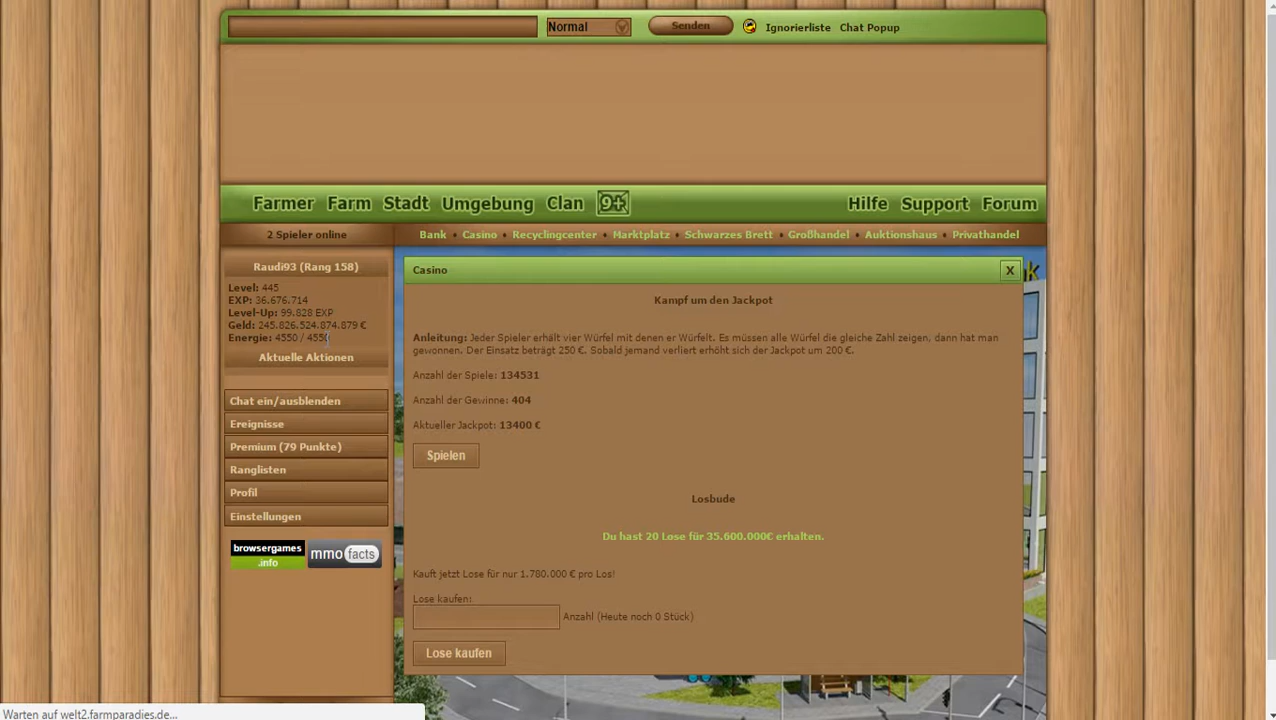 Normal
Senden
Ignorierliste
Chat Popup
Farmer
Farm
Stadt
Umgebung
Clan
9+
Hilfe
Support
Forum
2 Spieler online
Bank • Casino • Recyclingcenter • Marktplatz • Schwarzes Brett • Großhandel • Auktionshaus • Privathandel
Raudi93 (Rang 158)
Level: 445
EXP: 36.676.714
Level-Up: 99.828 EXP
Geld: 245.826.524.874.879 €
Energie: 4550 / 4550
Aktuelle Aktionen
Chat ein/ausblenden
Ereignisse
Premium (79 Punkte)
Ranglisten
Profil
Einstellungen
browsergames
.info
mmofacts
Casino
X
Kampf um den Jackpot
Anleitung: Jeder Spieler erhält vier Würfel mit denen er Würfelt. Es müssen alle Würfel die gleiche Zahl zeigen, dann hat man
gewonnen. Der Einsatz beträgt 250 €. Sobald jemand verliert erhöht sich der Jackpot um 200 €.
Anzahl der Spiele: 134531
Anzahl der Gewinne: 404
Aktueller Jackpot: 13400 €
Spielen
Losbude
Du hast 20 Lose für 35.600.000€ erhalten.
Kauft jetzt Lose für nur 1.780.000 € pro Los!
Lose kaufen:
Anzahl (Heute noch 0 Stück)
Lose kaufen
Warten auf welt2.farmparadies.de...